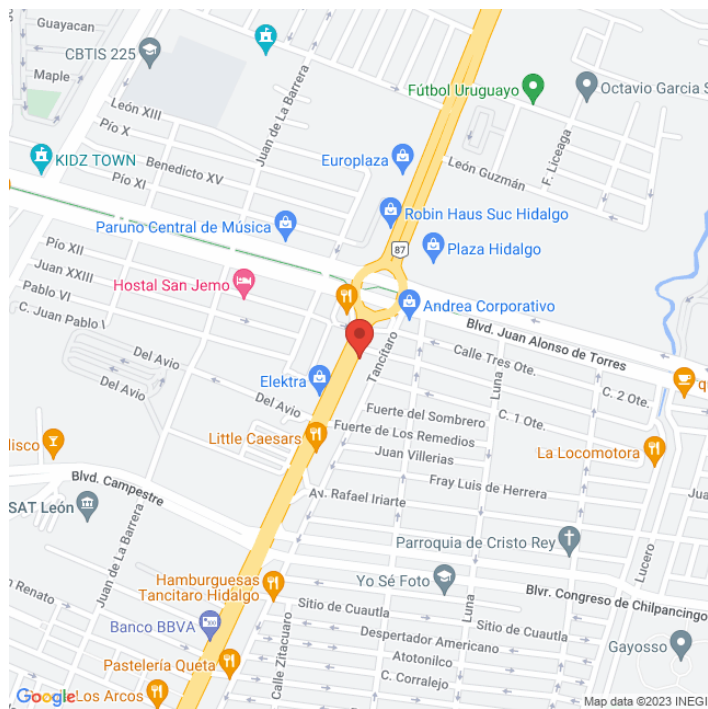 Guayacan
CBTIS 225
Maple
León XIII
Juan de La Barrera
Pío X
Fútbol Uruguayo
Octavio Garcia S
F. Liceaga
KIDZ TOWN
Benedicto XV
Europlaza
León Guzmán
Pío XI
Robin Haus Suc Hidalgo
Paruno Central de Música
Pío XII
87
Plaza Hidalgo
Juan XXIII
Hostal San Jemo
Pablo VI
Andrea Corporativo
C. Juan Pablo
Blvd. Juan Alonso de Torres
Tancítaro
Calle Tres Ote.
Luna
Del Avio
Del Avio
Elektra
C. 2 Ote.
Del Avio
Fuerte del Sombrero
C. 1 Ote.
Little Caesars
Fuerte de Los Remedios
Juan Villerias
La Locomotora
lisco
Blvd. Campestre
Fray Luis de Herrera
Jua
Av. Rafael Iriarte
SAT León
Juan de La Barrera
Parroquia de Cristo Rey
n Renato
Hamburguesas
Tancitaro Hidalgo
Yo Sé Foto
Luna
Lucero
Blvr. Congreso de Chilpancingo
Sitio de Cuautla
Sitio de Cuautla
Banco BBVA
Calle Zitacuaro
Despertador Americano
Gayosso
Pastelería Queta
Atotonilco
C. Corralejo
Google
Los Arcos
Map data ©2023 INEGI